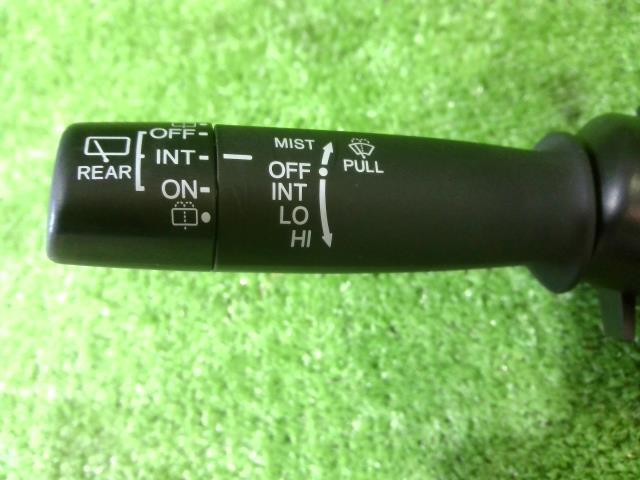 REAR
OFF
INT
ON
MIST
OFF
INT
LO
HI
PULL